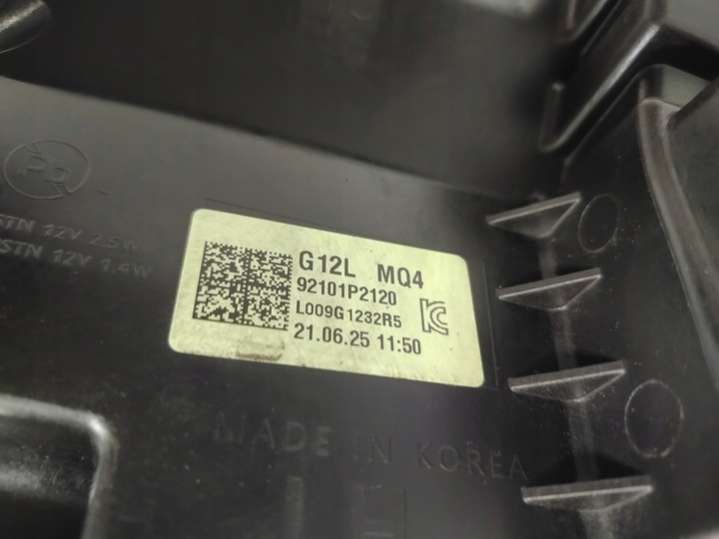 STN 12V 2.5W
STN 12V 1.4W
G12L MQ4
92101P2120
L009G1232R5
21.06.25 11:50
MADE IN KOREA